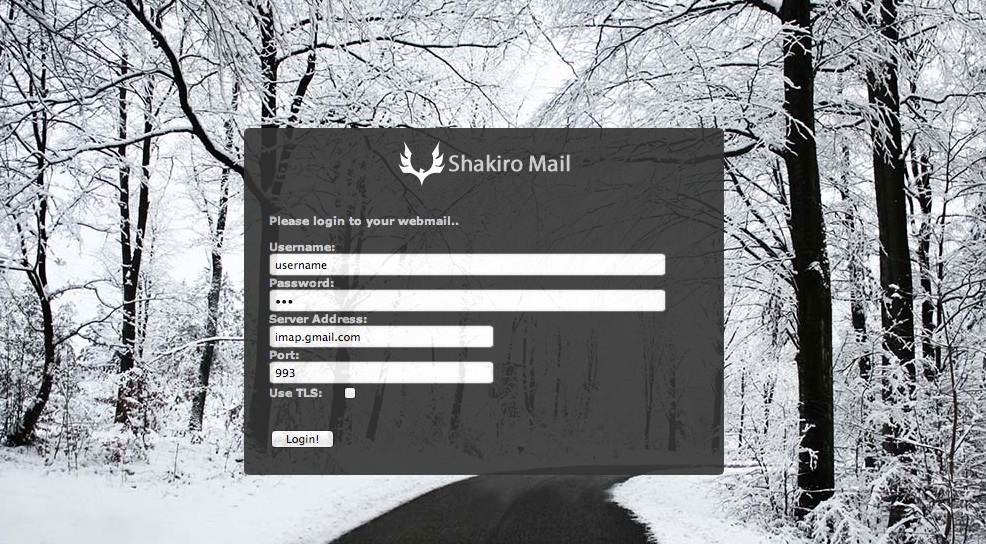 Shakiro Mail
Please login to your webmail..
Username:
username
Password:
•••
Server Address:
imap.gmail.com
Port:
993
Use TLS:
Login!